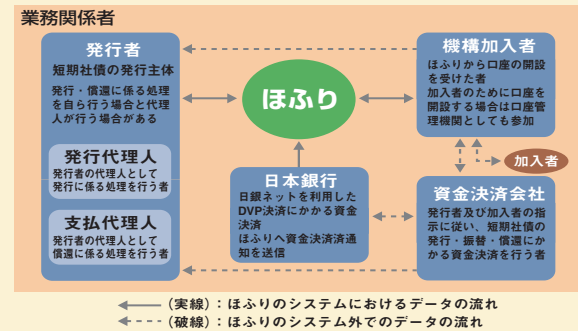 業務関係者
発行者
短期社債の発行主体
発行・償還に係る処理
を自ら行う場合と代理
人が行う場合がある
発行代理人
発行者の代理人として
発行に係る処理を行う者
支払代理人
発行者の代理人として
償還に係る処理を行う者
ほふり
日本銀行
日銀ネットを利用した
DVP決済にかかる資金
決済
ほふりへ資金決済済通
知を送信
機構加入者
ほふりから口座の開設
を受けた者
加入者のために口座を
開設する場合は口座管
理機関としても参加
加入者
資金決済会社
発行者及び加入者の指
示に従い、短期社債の
発行・振替・償還にか
かる資金決済を行う者
(実線)：ほふりのシステムにおけるデータの流れ
(破線)：ほふりのシステム外でのデータの流れ